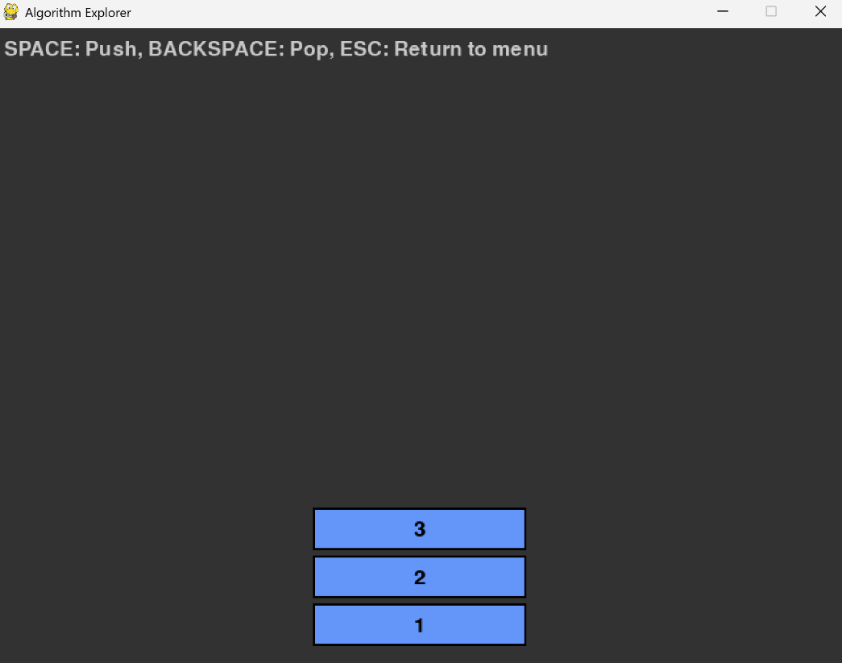 Algorithm Explorer
SPACE: Push, BACKSPACE: Pop, ESC: Return to menu
3
2
1